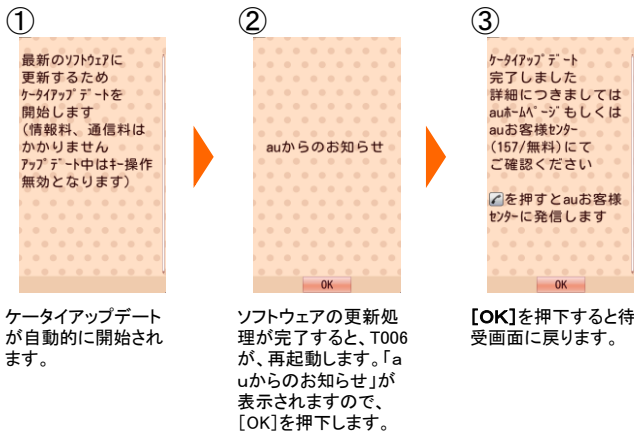 ①
最新のｿﾌﾄｳｪｱに
更新するため
ｹｰﾀｲｱｯﾌﾟﾃﾞｰﾄを
開始します
(情報料、通信料は
かかりません
ｱｯﾌﾟﾃﾞｰﾄ中はｷｰ操作
無効となります)
ケータイアップデート
が自動的に開始され
ます。
②
auからのお知らせ
OK
ソフトウェアの更新処
理が完了すると、T006
が、再起動します。「a
uからのお知らせ」が
表示されますので、
[OK]を押下します。
③
ｹｰﾀｲｱｯﾌﾟﾃﾞｰﾄ
完了しました
詳細につきましては
auﾎｰﾑﾍﾟｰｼﾞもしくは
auお客様ｾﾝﾀｰ
(157/無料)にて
ご確認ください
を押すとauお客様
ｾﾝﾀｰに発信します
OK
[OK]を押下すると待
受画面に戻ります。